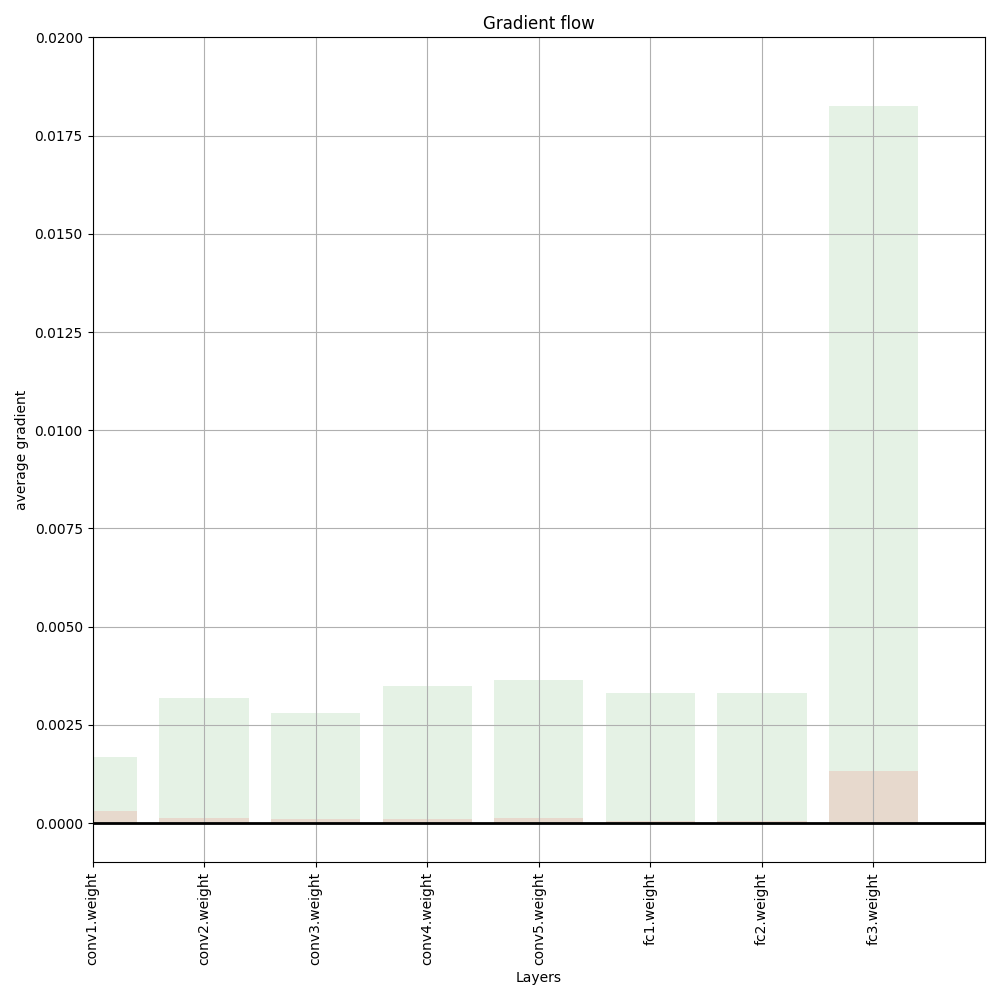 Gradient flow
0.0200
0.0175
0.0150
0.0125
0.0100
0.0075
0.0050
0.0025
0.0000
average gradient
conv1.weight
conv2.weight
conv3.weight
conv4.weight
conv5.weight
fc1.weight
fc2.weight
fc3.weight
Layers